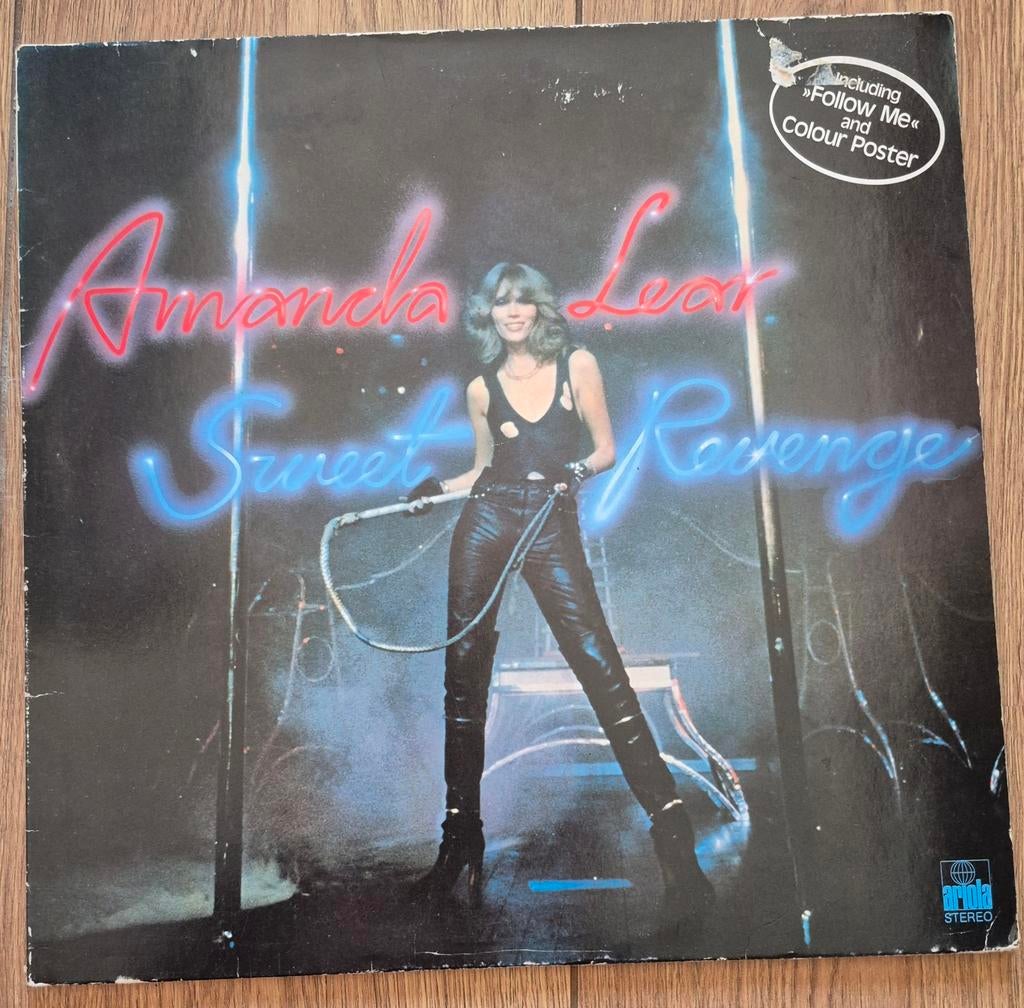 Including
»Follow Me«
and
Colour Poster
Amanda Lear
Sweet Revenge
ariola
STEREO